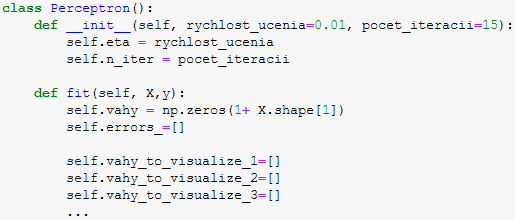 class Perceptron():
def __init__(self, rychlost_ucenia=0.01, pocet_iteracii=15):
self.eta = rychlost_ucenia
self.n_iter = pocet_iteracii
def fit(self, X,y):
self.vahy = np.zeros(1+ X.shape[1])
self.errors_=[]
self.vahy_to_visualize_1=[]
self.vahy_to_visualize_2=[]
self.vahy_to_visualize_3=[]
...